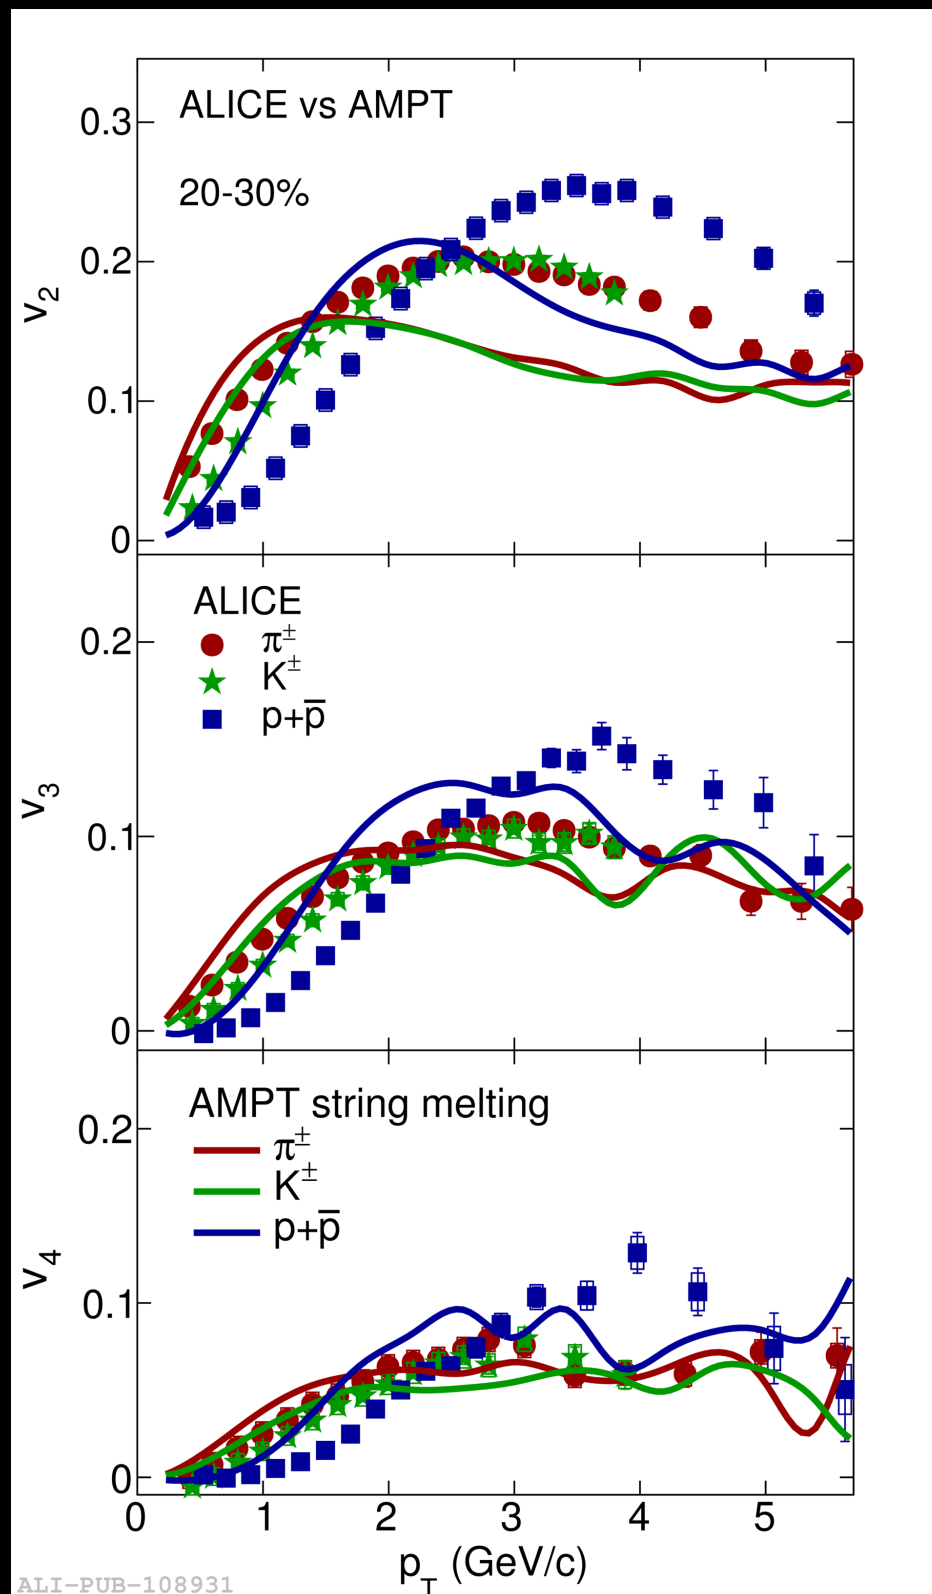 ALICE vs AMPT
20-30%
0.3
0.2
0.1
0
v2
ALICE
π±
K±
p+p̅
0.2
0.1
0
v3
AMPT string melting
π±
K±
p+p̅
0.2
0.1
0
v4
0 1 2 3 4 5
pT (GeV/c)
ALI-PUB-108931